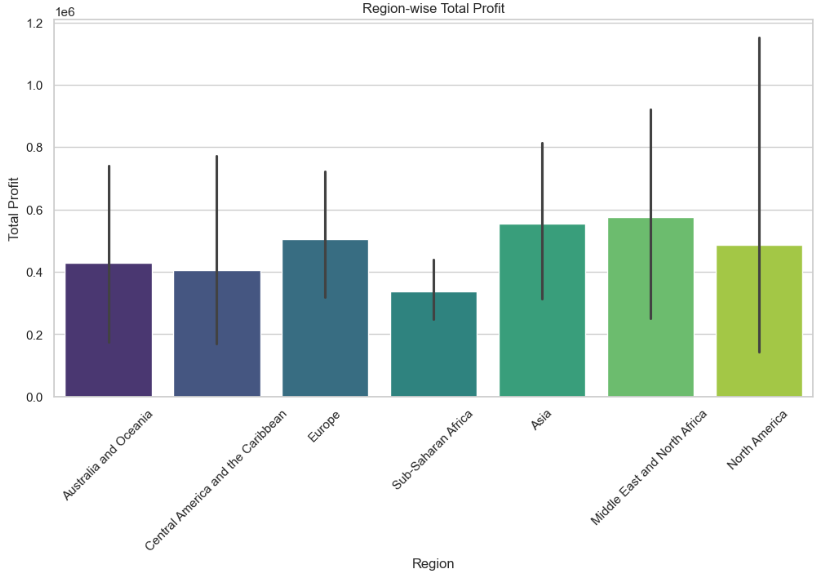 Region-wise Total Profit
1e6
1.2
1.0
0.8
0.6
0.4
0.2
0.0
Total Profit
Australia and Oceania
Central America and the Caribbean
Europe
Sub-Saharan Africa
Asia
Middle East and North Africa
North America
Region